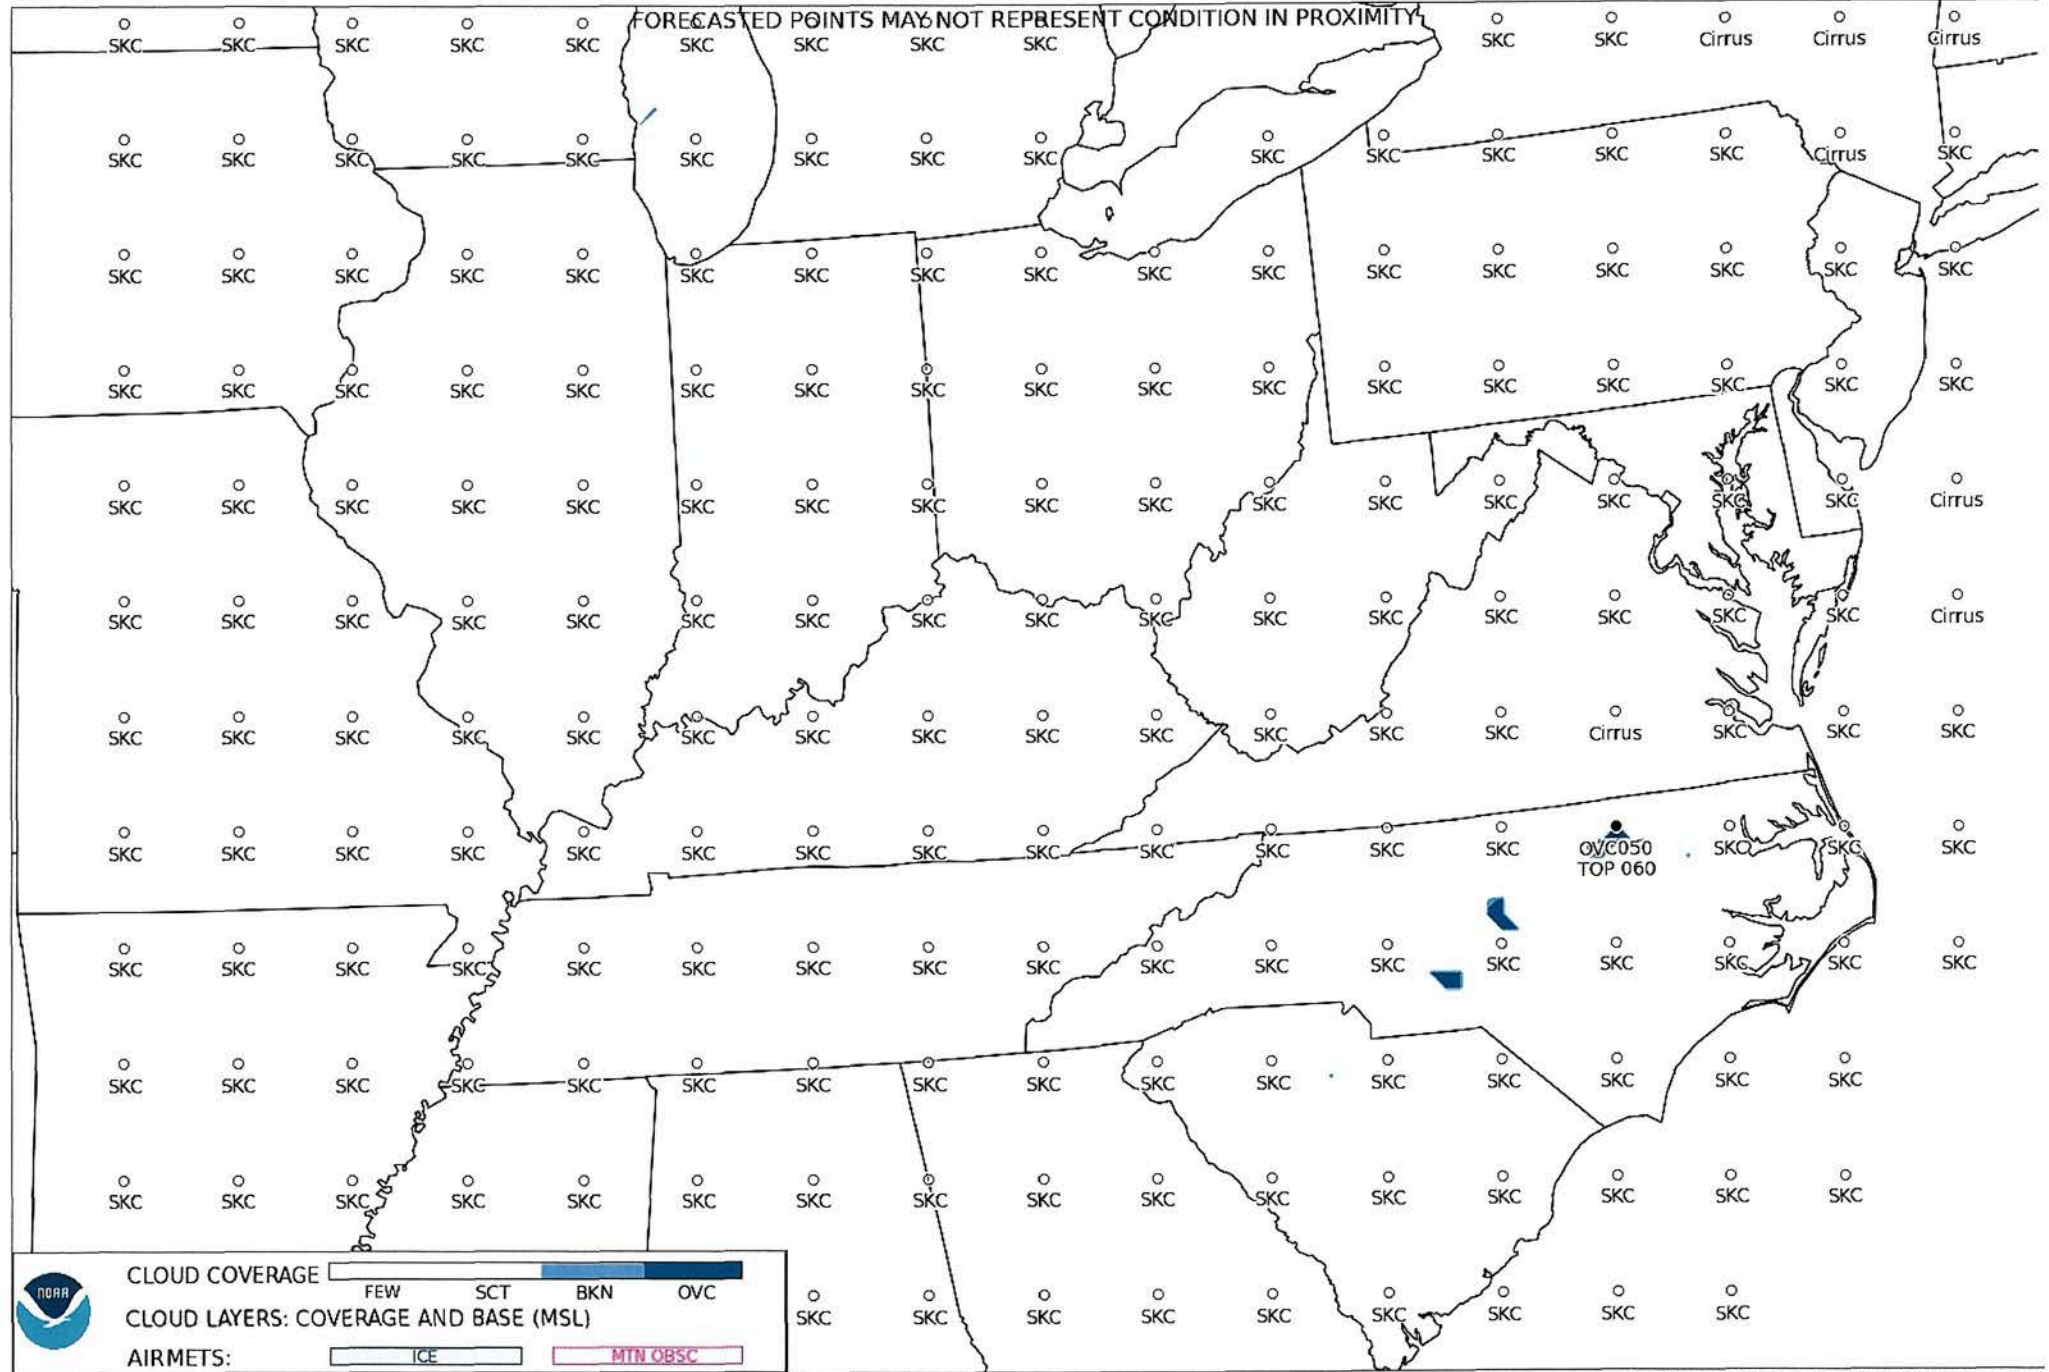 FORECASTED POINTS MAY NOT REPRESENT CONDITION IN PROXIMITY
SKC SKC SKC SKC SKC SKC SKC SKC SKC SKC SKC Cirrus Cirrus Cirrus
SKC SKC SKC SKC SKC SKC SKC SKC SKC SKC SKC SKC SKC SKC Cirrus SKC
SKC SKC SKC SKC SKC SKC SKC SKC SKC SKC SKC SKC SKC SKC SKC SKC SKC
SKC SKC SKC SKC SKC SKC SKC SKC SKC SKC SKC SKC SKC SKC SKC SKC SKC
SKC SKC SKC SKC SKC SKC SKC SKC SKC SKC SKC SKC SKC SKC SKC SKC Cirrus
SKC SKC SKC SKC SKC SKC SKC SKC SKC SKC SKC SKC SKC SKC SKC SKC Cirrus
SKC SKC SKC SKC SKC SKC SKC SKC SKC SKC SKC SKC SKC Cirrus SKC SKC SKC
SKC SKC SKC SKC SKC SKC SKC SKC SKC SKC SKC SKC SKC OVC050 SKC SKC SKC
TOP 060
SKC SKC SKC SKC SKC SKC SKC SKC SKC SKC SKC SKC SKC SKC SKC SKC SKC
SKC SKC SKC SKC SKC SKC SKC SKC SKC SKC SKC SKC SKC SKC SKC SKC
SKC SKC SKC SKC SKC SKC SKC SKC SKC SKC SKC SKC SKC SKC SKC SKC
SKC SKC SKC SKC SKC SKC SKC SKC SKC
NOAA
CLOUD COVERAGE
FEW SCT BKN OVC
CLOUD LAYERS: COVERAGE AND BASE (MSL)
AIRMETS: ICE MTN OBSC